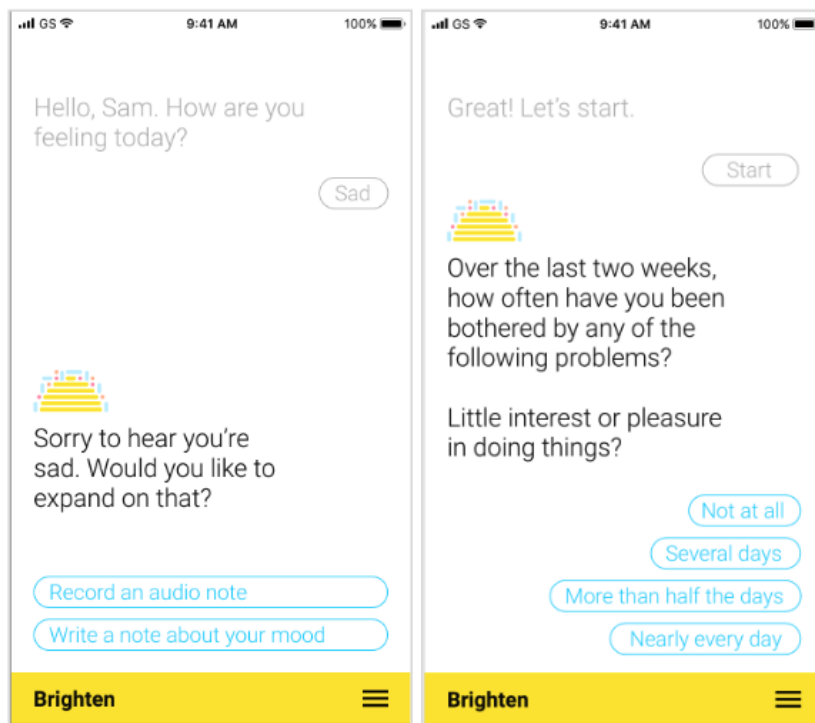 GS 9:41 AM 100%
Hello, Sam. How are you
feeling today?
Sad
Sorry to hear you're
sad. Would you like to
expand on that?
Record an audio note
Write a note about your mood
Brighten
GS 9:41 AM 100%
Great! Let's start.
Start
Over the last two weeks,
how often have you been
bothered by any of the
following problems?
Little interest or pleasure
in doing things?
Not at all
Several days
More than half the days
Nearly every day
Brighten